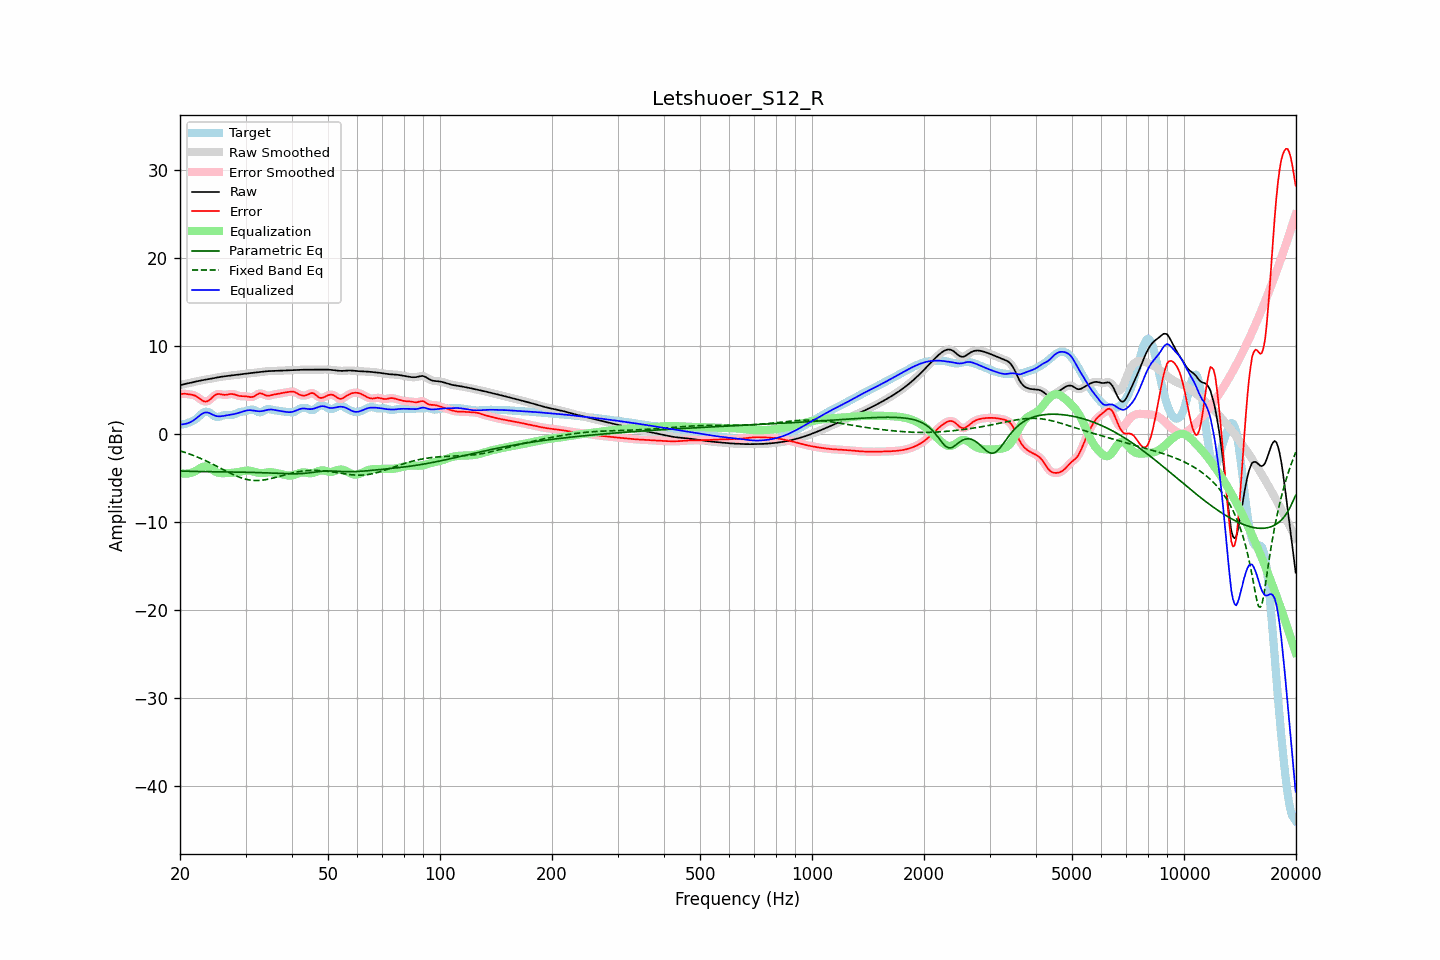 Letshuoer_S12_R
Target
Raw Smoothed
Error Smoothed
Raw
Error
Equalization
Parametric Eq
Fixed Band Eq
Equalized
30
20
10
0
−10
−20
−30
−40
Amplitude (dBr)
20 50 100 200 500 1000 2000 5000 10000 20000
Frequency (Hz)